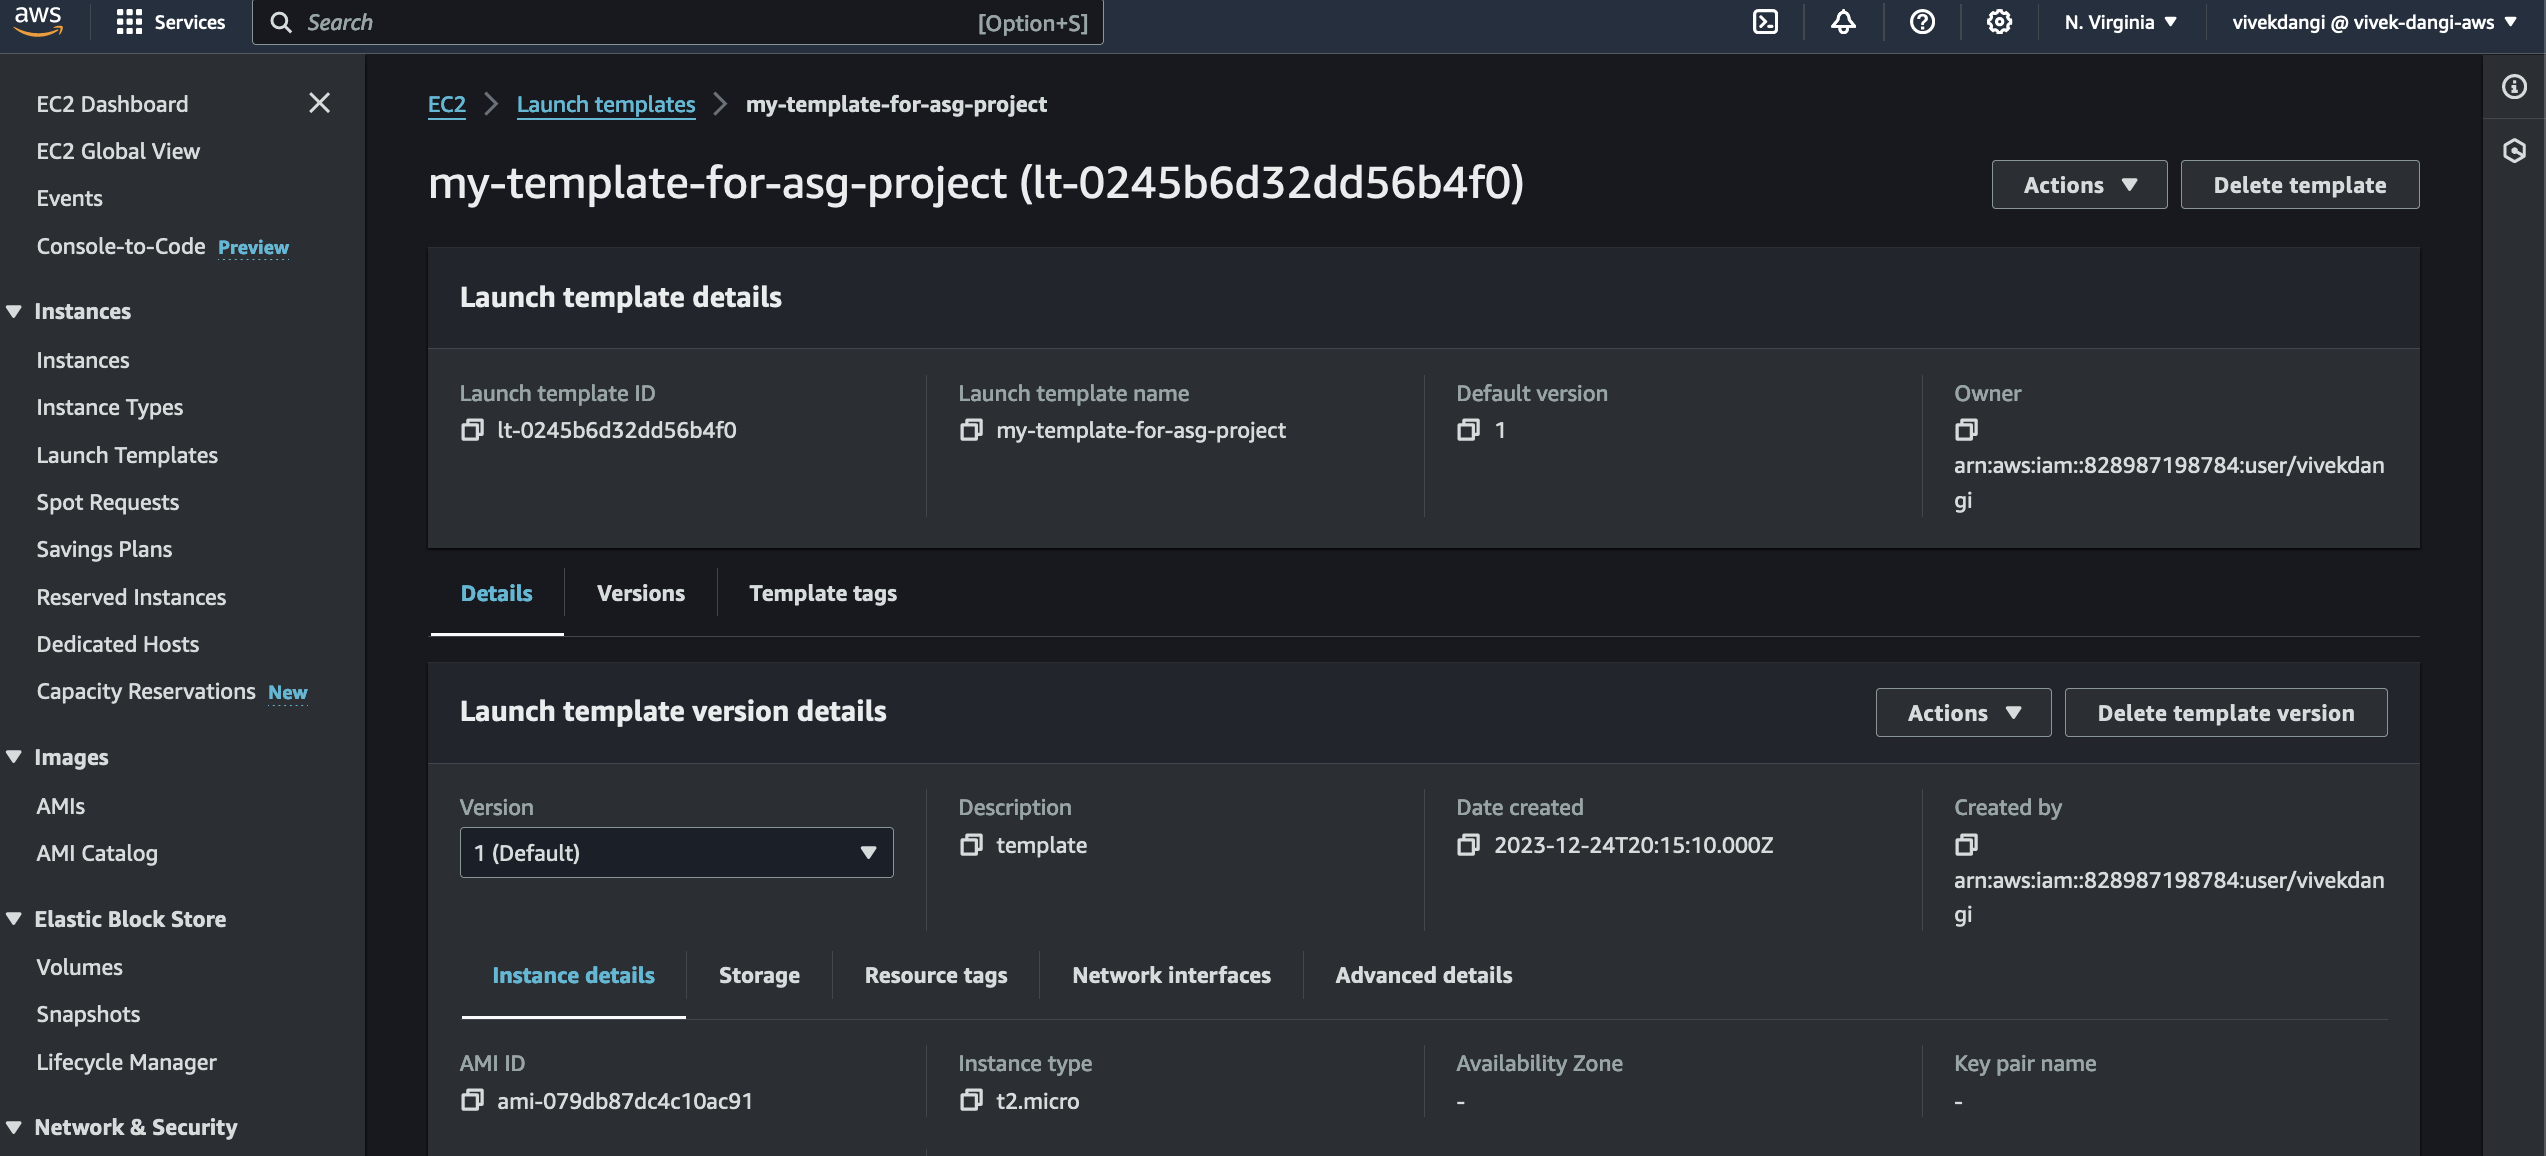 aws
Services
Search
[Option+S]
N. Virginia
vivekdangi @ vivek-dangi-aws
EC2 Dashboard
EC2 Global View
Events
Console-to-Code Preview
Instances
Instances
Instance Types
Launch Templates
Spot Requests
Savings Plans
Reserved Instances
Dedicated Hosts
Capacity Reservations New
Images
AMIs
AMI Catalog
Elastic Block Store
Volumes
Snapshots
Lifecycle Manager
Network & Security
EC2 > Launch templates > my-template-for-asg-project
my-template-for-asg-project (lt-0245b6d32dd56b4f0)
Actions
Delete template
Launch template details
Launch template ID
lt-0245b6d32dd56b4f0
Launch template name
my-template-for-asg-project
Default version
1
Owner
arn:aws:iam::828987198784:user/vivekdan
gi
Details
Versions
Template tags
Launch template version details
Actions
Delete template version
Version
1 (Default)
Description
template
Date created
2023-12-24T20:15:10.000Z
Created by
arn:aws:iam::828987198784:user/vivekdan
gi
Instance details
Storage
Resource tags
Network interfaces
Advanced details
AMI ID
ami-079db87dc4c10ac91
Instance type
t2.micro
Availability Zone
-
Key pair name
-